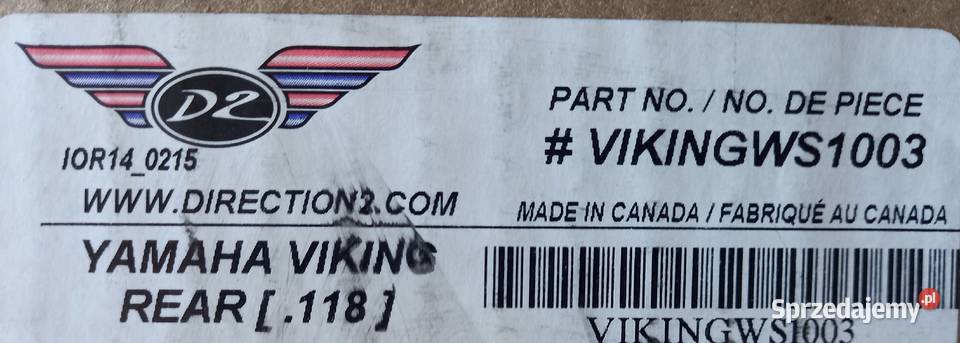 D2
IOR14_0215
WWW.DIRECTION2.COM
YAMAHA VIKING
REAR [ .118 ]
PART NO. / NO. DE PIECE
# VIKINGWS1003
MADE IN CANADA / FABRIQUÉ AU CANADA
VIKINGWS1003
Sprzedajemy.pl